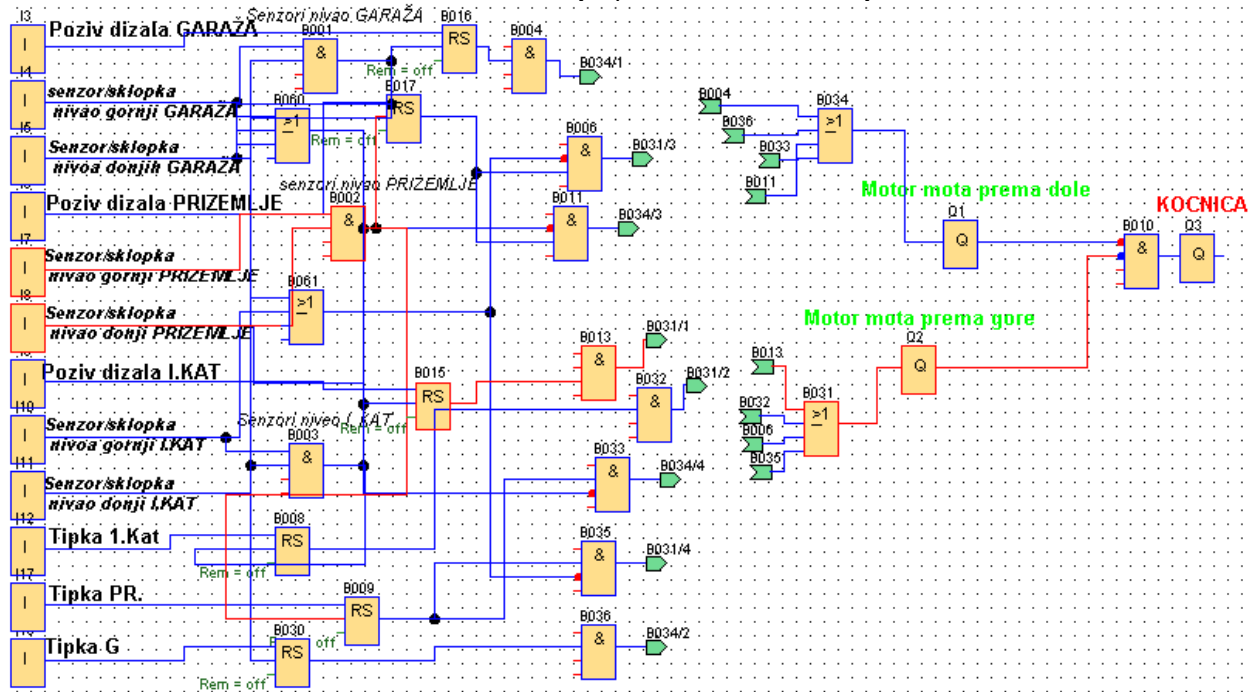 I3
Poziv dizala GARAŽA
I
I4
senzor/sklopka
nivao gornji GARAŽA
I
I6
Senzor/sklopka
nivoa donjih GARAŽA
I
Poziv dizala PRIZEMLJE
I
I7
Senzor/sklopka
nivao gornji PRIZEMLJE
I
I8
Senzor/sklopka
nivao donji PRIZEMLJE
I
Poziv dizala I.KAT
I
I10
Senzor/sklopka
nivoa gornji I.KAT
I
I11
Senzor/sklopka
nivao donji I.KAT
I
I12
Tipka 1.Kat
I
I17
Tipka PR.
I
Tipka G
I
Senzori nivao GARAŽA
B001
&
B060
>1
senzori nivao PRIZEMLJE
B002
&
B061
>1
Senzori niveo I. KAT
B003
&
B008
RS
Rem = off
B009
RS
off
B030
RS
Rem = off
B016
RS
Rem = off
B017
RS
Rem = off
B015
RS
Rem = off
B004
&
B034/1
B006
&
B031/3
B011
&
B034/3
B013
&
B031/1
B032
&
B031/2
B033
&
B034/4
B035
&
B031/4
B036
&
B034/2
B004
B036
B033
B011
B034
>1
Motor mota prema dole
Q1
Q
KOCNICA
B010
&
Q3
Q
Motor mota prema gore
Q2
Q
B013
B032
B006
B035
B031
>1